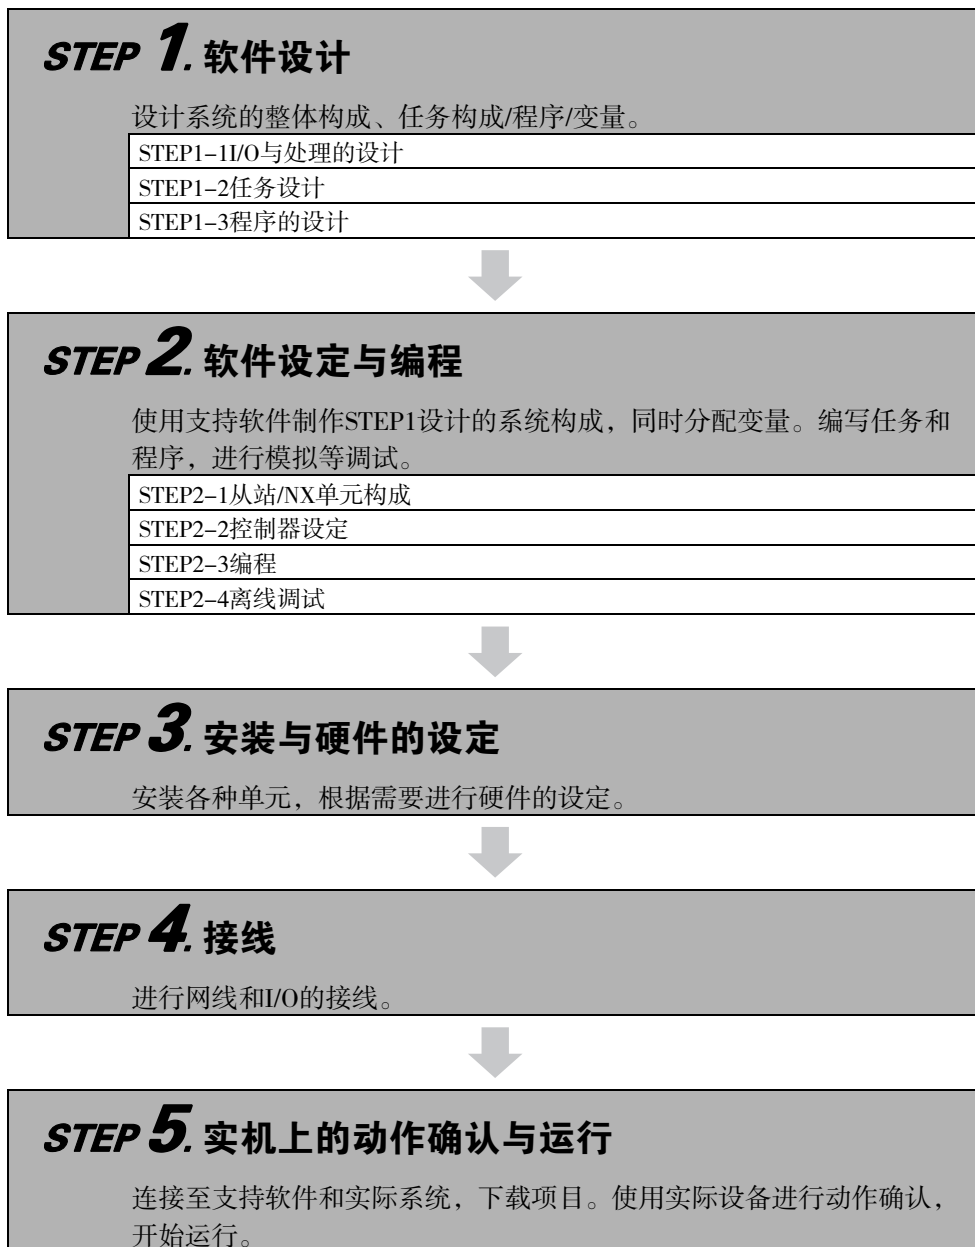 STEP 1. 软件设计
设计系统的整体构成、任务构成/程序/变量。
STEP1-1I/O与处理的设计
STEP1-2任务设计
STEP1-3程序的设计
STEP 2. 软件设定与编程
使用支持软件制作STEP1设计的系统构成，同时分配变量。编写任务和
程序，进行模拟等调试。
STEP2-1从站/NX单元构成
STEP2-2控制器设定
STEP2-3编程
STEP2-4离线调试
STEP 3. 安装与硬件的设定
安装各种单元，根据需要进行硬件的设定。
STEP 4. 接线
进行网线和I/O的接线。
STEP 5. 实机上的动作确认与运行
连接至支持软件和实际系统，下载项目。使用实际设备进行动作确认，
开始运行。